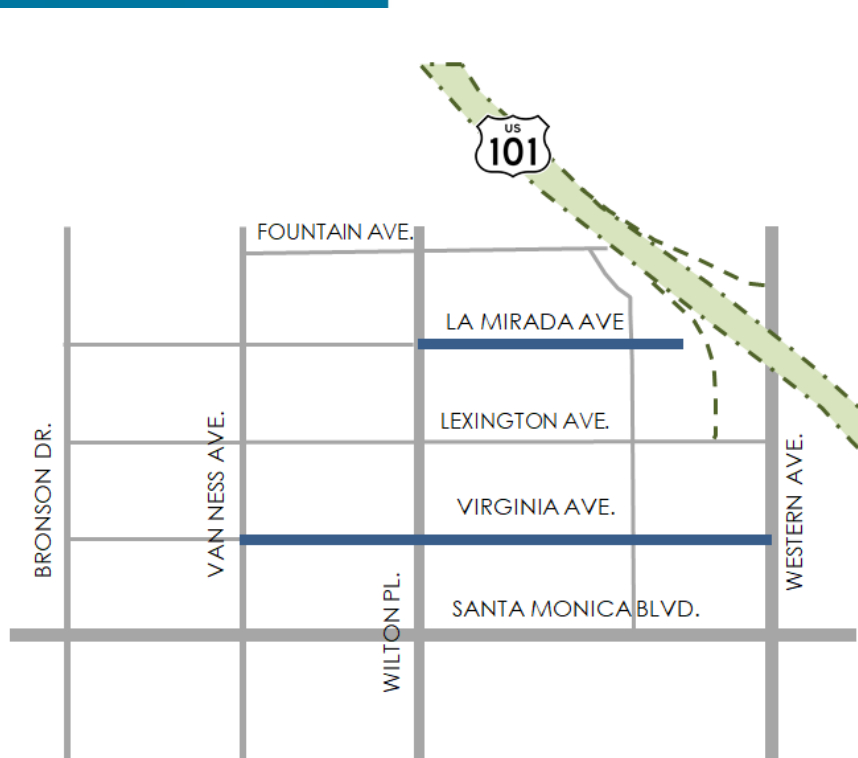 US
101
FOUNTAIN AVE.
LA MIRADA AVE
LEXINGTON AVE.
BRONSON DR.
VAN NESS AVE.
WESTERN AVE.
VIRGINIA AVE.
WILTON PL.
SANTA MONICA BLVD.